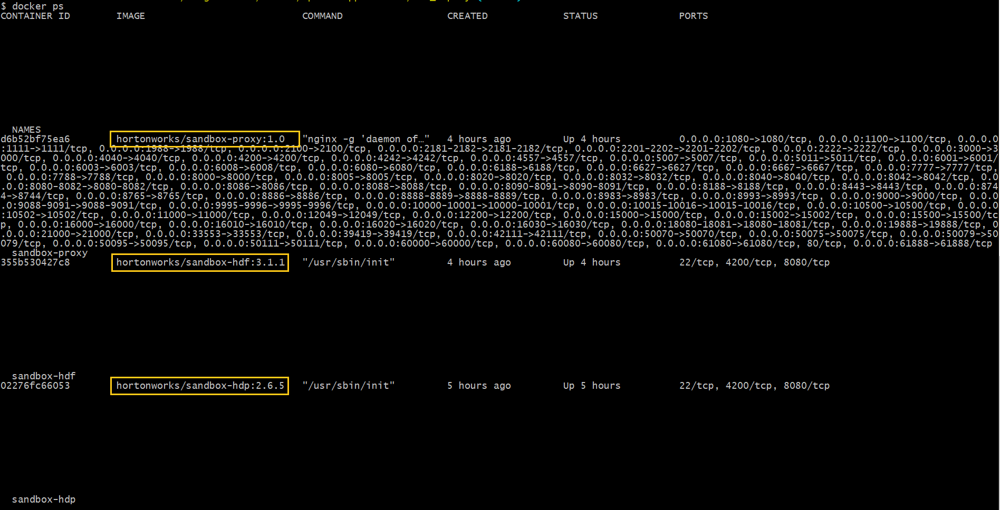 $ docker ps
CONTAINER ID IMAGE COMMAND CREATED STATUS PORTS
NAMES
d6b52bf75ea6 hortonworks/sandbox-proxy:1.0 "nginx -g 'daemon of…" 4 hours ago Up 4 hours 0.0.0.0:1080->1080/tcp, 0.0.0.0:1100->1100/tcp, 0.0.0.0
:1111->1111/tcp, 0.0.0.0:1988->1988/tcp, 0.0.0.0:2100->2100/tcp, 0.0.0.0:2181-2182->2181-2182/tcp, 0.0.0.0:2201-2202->2201-2202/tcp, 0.0.0.0:2222->2222/tcp, 0.0.0.0:3000->3
000/tcp, 0.0.0.0:4040->4040/tcp, 0.0.0.0:4200->4200/tcp, 0.0.0.0:4242->4242/tcp, 0.0.0.0:4557->4557/tcp, 0.0.0.0:5007->5007/tcp, 0.0.0.0:5011->5011/tcp, 0.0.0.0:6001->6001/
tcp, 0.0.0.0:6003->6003/tcp, 0.0.0.0:6008->6008/tcp, 0.0.0.0:6080->6080/tcp, 0.0.0.0:6188->6188/tcp, 0.0.0.0:6627->6627/tcp, 0.0.0.0:6667->6667/tcp, 0.0.0.0:7777->7777/tcp,
0.0.0.0:7788->7788/tcp, 0.0.0.0:8000->8000/tcp, 0.0.0.0:8005->8005/tcp, 0.0.0.0:8020->8020/tcp, 0.0.0.0:8032->8032/tcp, 0.0.0.0:8040->8040/tcp, 0.0.0.0:8042->8042/tcp, 0.0
.0.0:8080-8082->8080-8082/tcp, 0.0.0.0:8086->8086/tcp, 0.0.0.0:8088->8088/tcp, 0.0.0.0:8090-8091->8090-8091/tcp, 0.0.0.0:8188->8188/tcp, 0.0.0.0:8443->8443/tcp, 0.0.0.0:874
4->8744/tcp, 0.0.0.0:8765->8765/tcp, 0.0.0.0:8886->8886/tcp, 0.0.0.0:8888-8889->8888-8889/tcp, 0.0.0.0:8983->8983/tcp, 0.0.0.0:8993->8993/tcp, 0.0.0.0:9000->9000/tcp, 0.0.0
.0:9088-9091->9088-9091/tcp, 0.0.0.0:9995-9996->9995-9996/tcp, 0.0.0.0:10000-10001->10000-10001/tcp, 0.0.0.0:10015-10016->10015-10016/tcp, 0.0.0.0:10500->10500/tcp, 0.0.0.0
:10502->10502/tcp, 0.0.0.0:11000->11000/tcp, 0.0.0.0:12049->12049/tcp, 0.0.0.0:12200->12200/tcp, 0.0.0.0:15000->15000/tcp, 0.0.0.0:15002->15002/tcp, 0.0.0.0:15500->15500/tc
p, 0.0.0.0:16000->16000/tcp, 0.0.0.0:16010->16010/tcp, 0.0.0.0:16020->16020/tcp, 0.0.0.0:16030->16030/tcp, 0.0.0.0:18080-18081->18080-18081/tcp, 0.0.0.0:19888->19888/tcp, 0
.0.0.0:21000->21000/tcp, 0.0.0.0:33553->33553/tcp, 0.0.0.0:39419->39419/tcp, 0.0.0.0:42111->42111/tcp, 0.0.0.0:50070->50070/tcp, 0.0.0.0:50075->50075/tcp, 0.0.0.0:50079->50
079/tcp, 0.0.0.0:50095->50095/tcp, 0.0.0.0:50111->50111/tcp, 0.0.0.0:60000->60000/tcp, 0.0.0.0:60080->60080/tcp, 0.0.0.0:61080->61080/tcp, 80/tcp, 0.0.0.0:61888->61888/tcp
sandbox-proxy
355b530427c8 hortonworks/sandbox-hdf:3.1.1 "/usr/sbin/init" 4 hours ago Up 4 hours 22/tcp, 4200/tcp, 8080/tcp
sandbox-hdf
02276fc66053 hortonworks/sandbox-hdp:2.6.5 "/usr/sbin/init" 5 hours ago Up 5 hours 22/tcp, 4200/tcp, 8080/tcp
sandbox-hdp